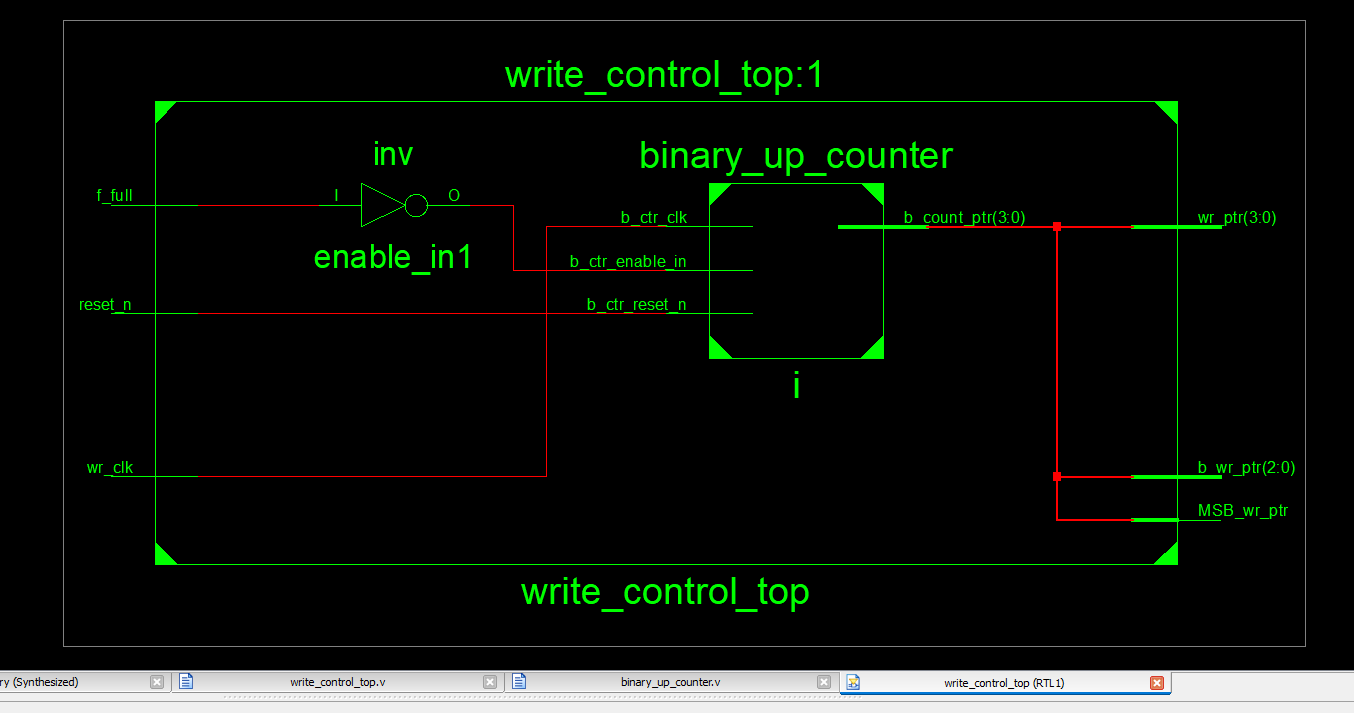 write_control_top:1
inv
binary_up_counter
f_full
I
O
b_ctr_clk
b_count_ptr(3:0)
wr_ptr(3:0)
enable_in1
b_ctr_enable_in
reset_n
b_ctr_reset_n
i
wr_clk
b_wr_ptr(2:0)
MSB_wr_ptr
write_control_top
ry (Synthesized)
write_control_top.v
binary_up_counter.v
write_control_top (RTL1)